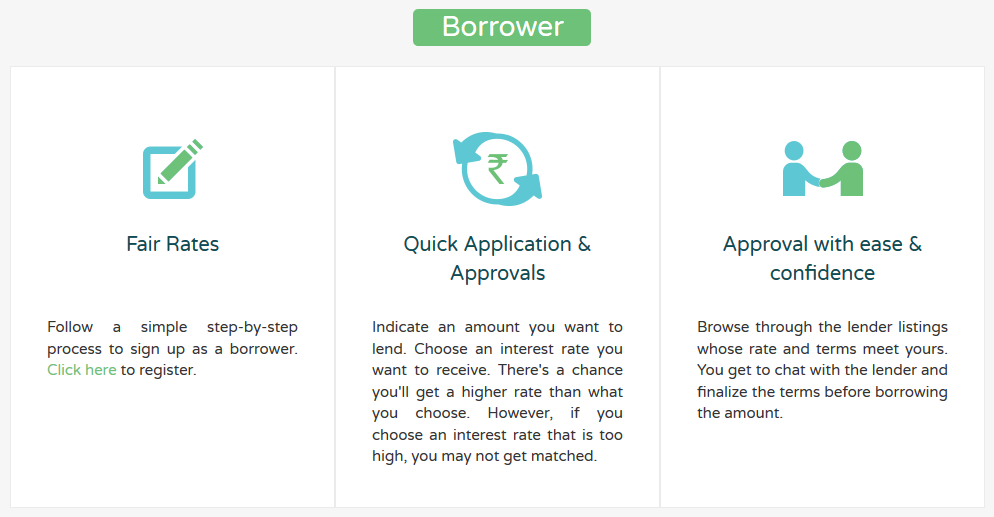 Borrower
Fair Rates
Follow a simple step-by-step
process to sign up as a borrower.
Click here to register.
₹
Quick Application &
Approvals
Indicate an amount you want to
lend. Choose an interest rate you
want to receive. There's a chance
you'll get a higher rate than what
you choose. However, if you
choose an interest rate that is too
high, you may not get matched.
Approval with ease &
confidence
Browse through the lender listings
whose rate and terms meet yours.
You get to chat with the lender and
finalize the terms before borrowing
the amount.